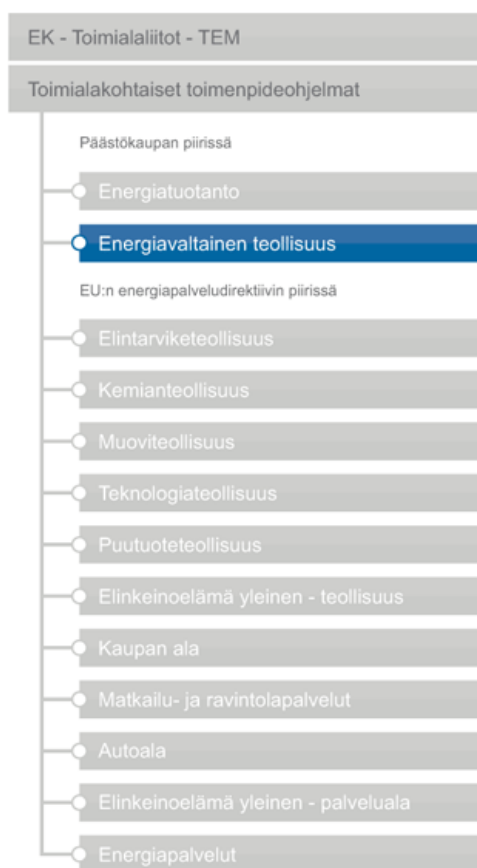 EK - Toimialaliitot - TEM
Toimialakohtaiset toimenpideohjelmat
Päästökaupan piirissä
Energiatuotanto
Energiavaltainen teollisuus
EU:n energiapalveludirektiivin piirissä
Elintarviketeollisuus
Kemianteollisuus
Muoviteollisuus
Teknologiateollisuus
Puutuoteteollisuus
Elinkeinoelämä yleinen - teollisuus
Kaupan ala
Matkailu- ja ravintolapalvelut
Autoala
Elinkeinoelämä yleinen - palveluala
Energiapalvelut